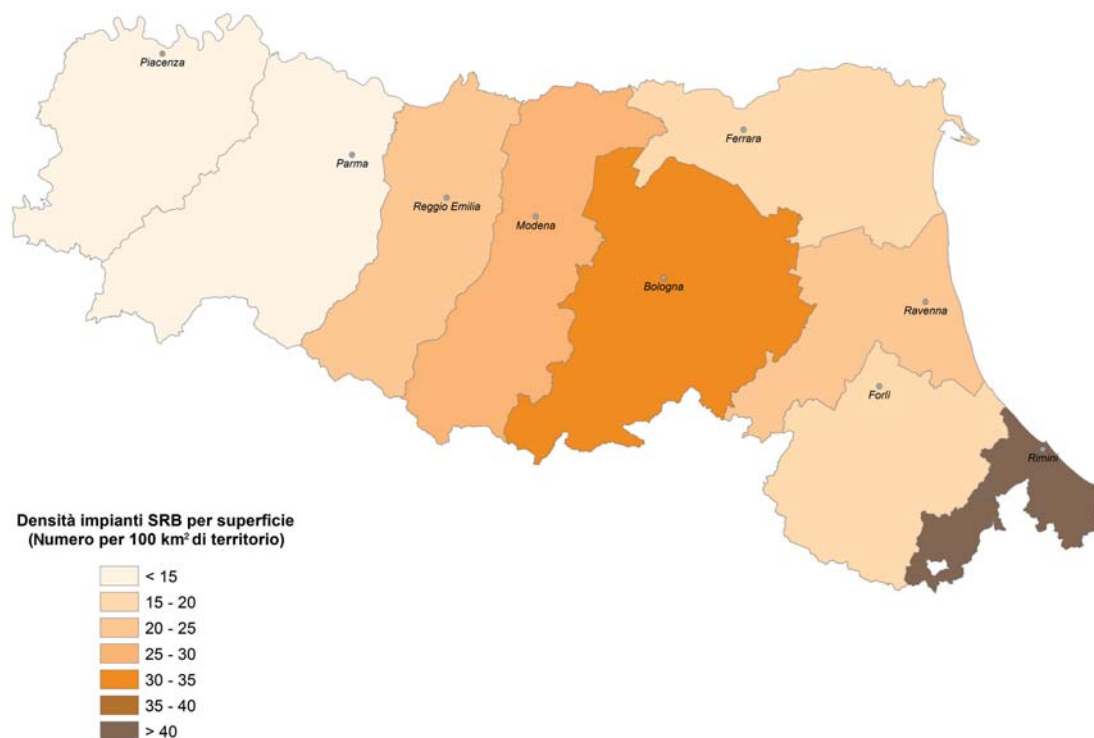 Piacenza
Parma
Ferrara
Reggio Emilia
Modena
Bologna
Ravenna
Forlì
Rimini
Densità impianti SRB per superficie
(Numero per 100 km² di territorio)
< 15
15 - 20
20 - 25
25 - 30
30 - 35
35 - 40
> 40